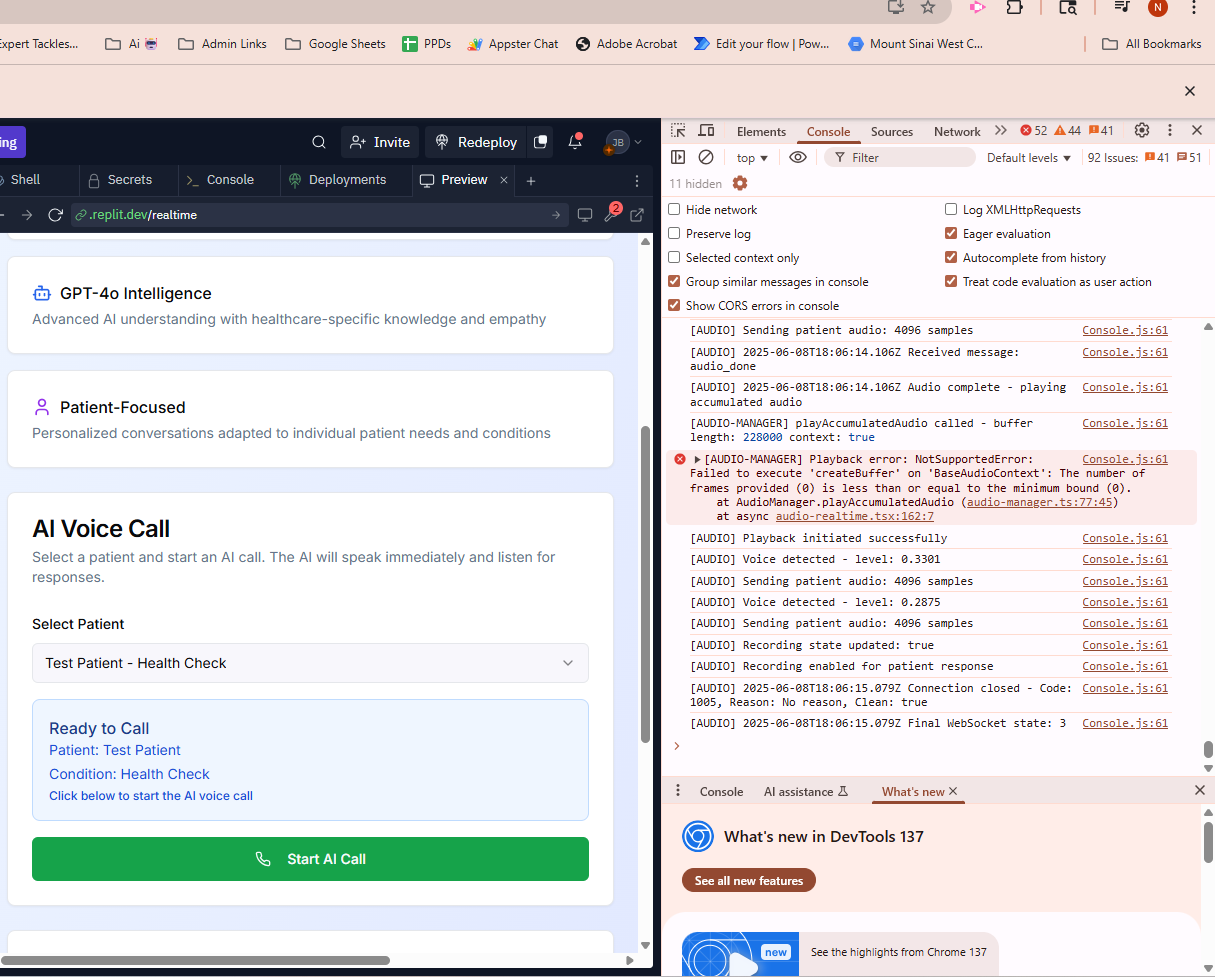 N
Expert Tackles...
Ai
Admin Links
Google Sheets
PPDs
Appster Chat
Adobe Acrobat
Edit your flow | Pow...
Mount Sinai West C...
All Bookmarks
ing
Invite
Redeploy
JB
Shell
Secrets
Console
Deployments
Preview
.replit.dev/realtime
2
GPT-4o Intelligence
Advanced AI understanding with healthcare-specific knowledge and empathy
Patient-Focused
Personalized conversations adapted to individual patient needs and conditions
AI Voice Call
Select a patient and start an AI call. The AI will speak immediately and listen for
responses.
Select Patient
Test Patient - Health Check
Ready to Call
Patient: Test Patient
Condition: Health Check
Click below to start the AI voice call
Start AI Call
Elements Console Sources Network 52 44 41
top Filter Default levels 92 Issues: 41 51
11 hidden
Hide network Log XMLHttpRequests
Preserve log Eager evaluation
Selected context only Autocomplete from history
Group similar messages in console Treat code evaluation as user action
Show CORS errors in console
[AUDIO] Sending patient audio: 4096 samples Console.js:61
[AUDIO] 2025-06-08T18:06:14.106Z Received message: Console.js:61
audio_done
[AUDIO] 2025-06-08T18:06:14.106Z Audio complete - playing Console.js:61
accumulated audio
[AUDIO-MANAGER] playAccumulatedAudio called - buffer Console.js:61
length: 228000 context: true
[AUDIO-MANAGER] Playback error: NotSupportedError: Console.js:61
Failed to execute 'createBuffer' on 'BaseAudioContext': The number of
frames provided (0) is less than or equal to the minimum bound (0).
at AudioManager.playAccumulatedAudio (audio-manager.ts:77:45)
at async audio-realtime.tsx:162:7
[AUDIO] Playback initiated successfully Console.js:61
[AUDIO] Voice detected - level: 0.3301 Console.js:61
[AUDIO] Sending patient audio: 4096 samples Console.js:61
[AUDIO] Voice detected - level: 0.2875 Console.js:61
[AUDIO] Sending patient audio: 4096 samples Console.js:61
[AUDIO] Recording state updated: true Console.js:61
[AUDIO] Recording enabled for patient response Console.js:61
[AUDIO] 2025-06-08T18:06:15.079Z Connection closed - Code: Console.js:61
1005, Reason: No reason, Clean: true
[AUDIO] 2025-06-08T18:06:15.079Z Final WebSocket state: 3 Console.js:61
Console AI assistance What's new
What's new in DevTools 137
See all new features
new
See the highlights from Chrome 137